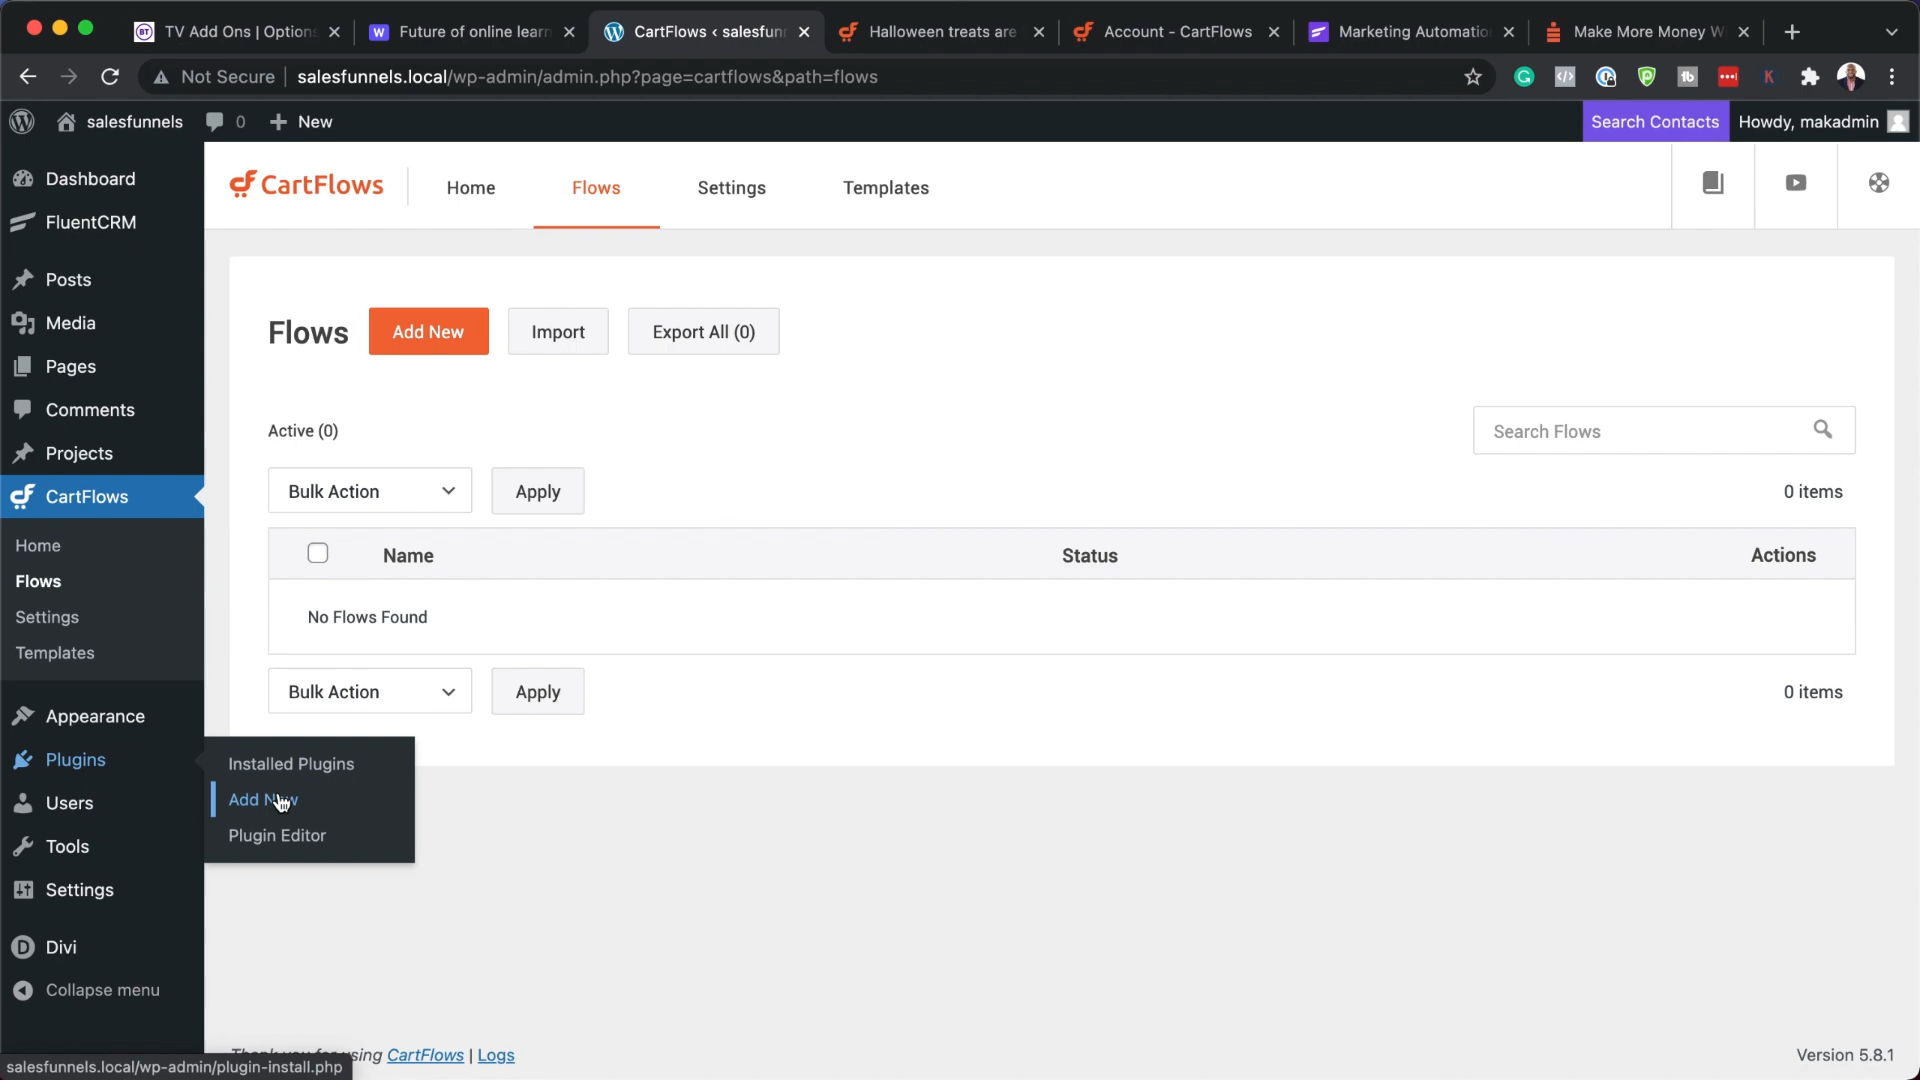 TV Add Ons | Option
Future of online learn
CartFlows ‹ salesfunn
Halloween treats are
Account - CartFlows
Marketing Automatio
Make More Money W
Not Secure
salesfunnels.local/wp-admin/admin.php?page=cartflows&path=flows
salesfunnels
0
New
Search Contacts
Howdy, makadmin
Dashboard
FluentCRM
Posts
Media
Pages
Comments
Projects
CartFlows
Home
Flows
Settings
Templates
Appearance
Plugins
Users
Tools
Settings
Divi
Collapse menu
Installed Plugins
Add New
Plugin Editor
CartFlows
Home
Flows
Settings
Templates
Flows
Add New
Import
Export All (0)
Active (0)
Search Flows
Bulk Action
Apply
0 items
Name
Status
Actions
No Flows Found
Bulk Action
Apply
0 items
Thank you for using CartFlows | Logs
Version 5.8.1
salesfunnels.local/wp-admin/plugin-install.php